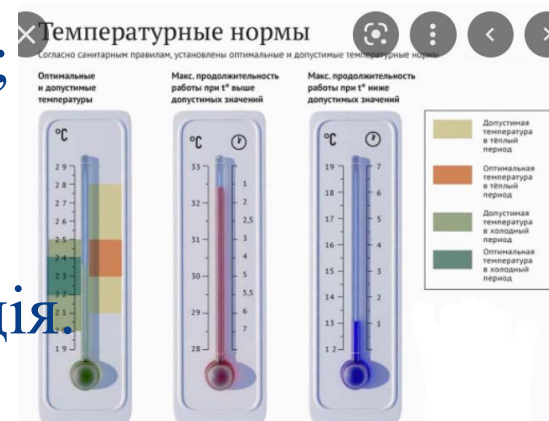 ;
Температурные нормы
Согласно санитарным правилам, установлены оптимальные и допустимые температурные нормы
Оптимальные
и допустимые
температуры
°C
29
28
27
26
25
24
23
22
21
20
19
Макс. продолжительность
работы при t° выше
допустимых значений
°C
33
32
31
30
29
28
1
2
2,5
3
4
5
5,5
6
7
Макс. продолжительность
работы при t° ниже
допустимых значений
°C
19
18
17
16
15
14
13
12
7
6
5
4
3
2
1
Допустимая
температура
в тёплый
период
Оптимальная
температура
в тёплый
период
Допустимая
температура
в холодный
период
Оптимальная
температура
в холодный
период
ція.